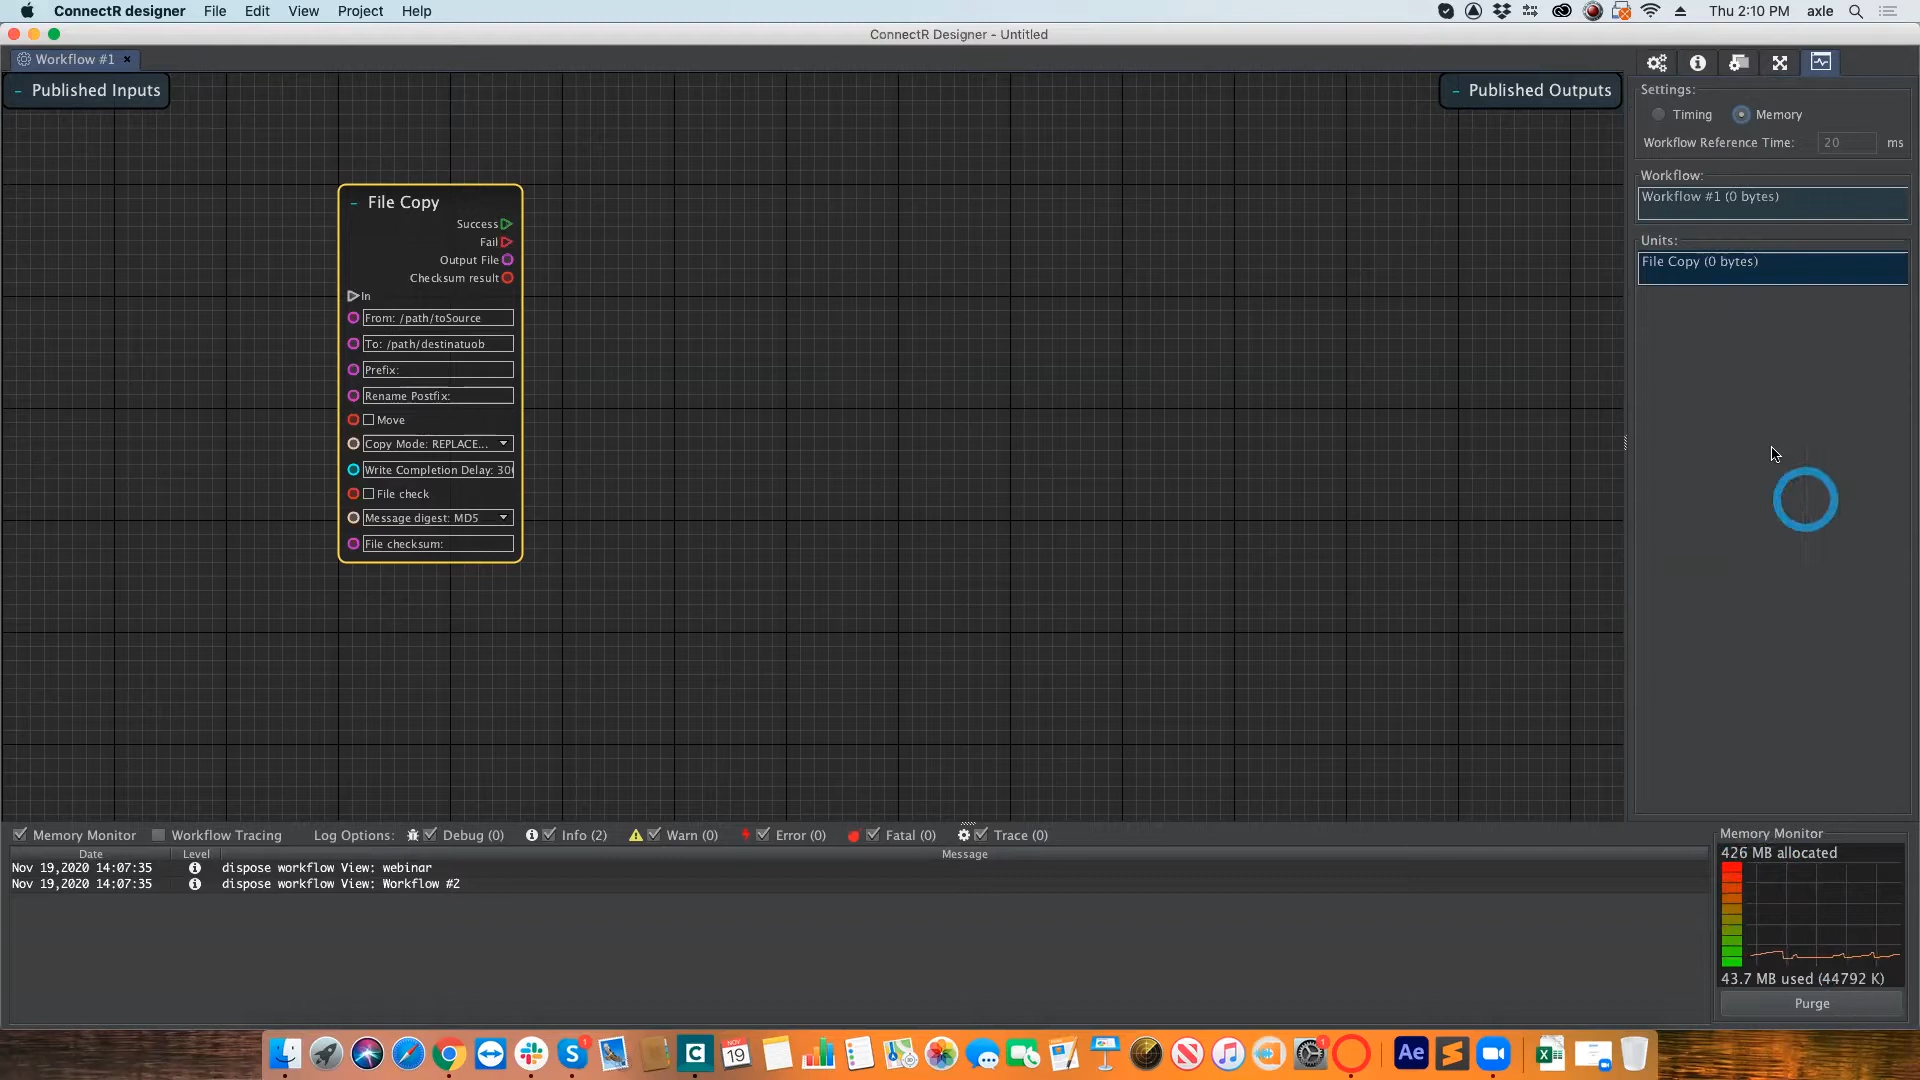 ConnectR designer File Edit View Project Help
Thu 2:10 PM axle
ConnectR Designer - Untitled
Workflow #1 ×
- Published Inputs
- Published Outputs
Settings:
Timing Memory
Workflow Reference Time: 20 ms
Workflow:
Workflow #1 (0 bytes)
Units:
File Copy (0 bytes)
- File Copy
Success
Fail
Output File
Checksum result
In
From: /path/toSource
To: /path/destinatuob
Prefix:
Rename Postfix:
Move
Copy Mode: REPLACE...
Write Completion Delay: 30
File check
Message digest: MD5
File checksum:
Memory Monitor Workflow Tracing Log Options: Debug (0) Info (2) Warn (0) Error (0) Fatal (0) Trace (0)
Date Level Message
Nov 19,2020 14:07:35 dispose workflow View: webinar
Nov 19,2020 14:07:35 dispose workflow View: Workflow #2
Memory Monitor
426 MB allocated
43.7 MB used (44792 K)
Purge
NOV
19
C
S
1
1
Ae